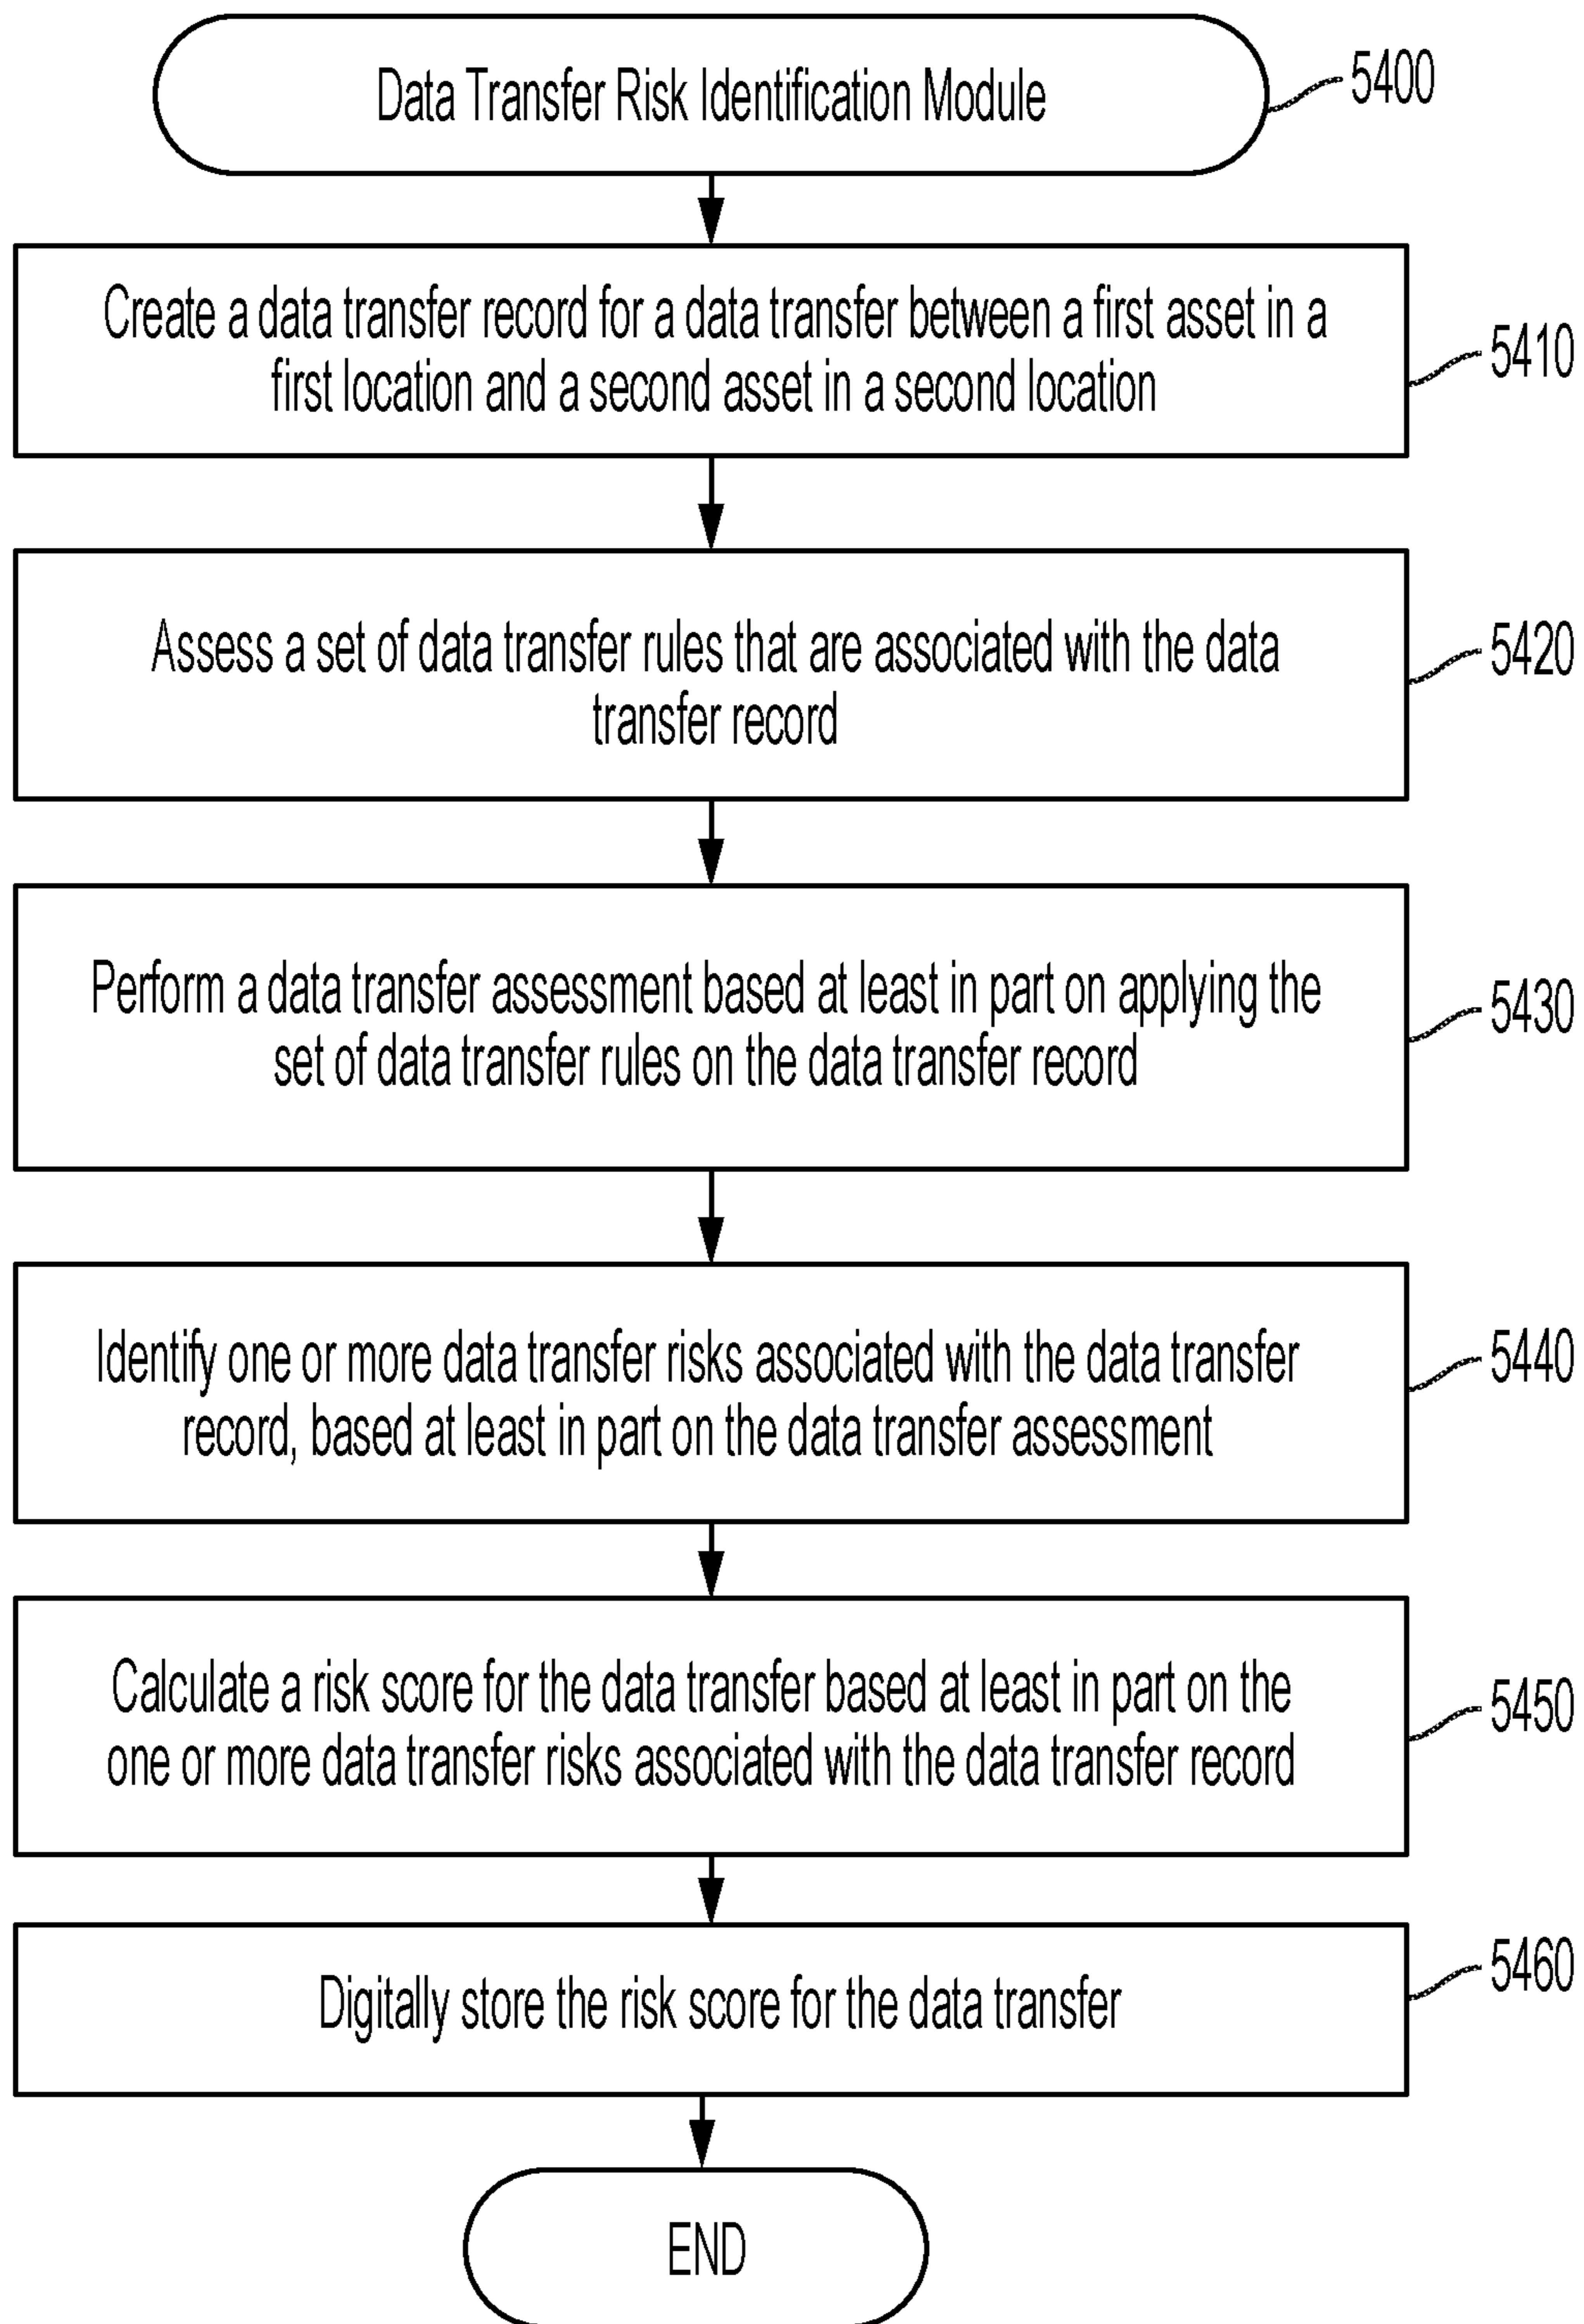 Data Transfer Risk Identification Module
5400
Create a data transfer record for a data transfer between a first asset in a
first location and a second asset in a second location
5410
Assess a set of data transfer rules that are associated with the data
transfer record
5420
Perform a data transfer assessment based at least in part on applying the
set of data transfer rules on the data transfer record
5430
Identify one or more data transfer risks associated with the data transfer
record, based at least in part on the data transfer assessment
5440
Calculate a risk score for the data transfer based at least in part on the
one or more data transfer risks associated with the data transfer record
5450
Digitally store the risk score for the data transfer
5460
END